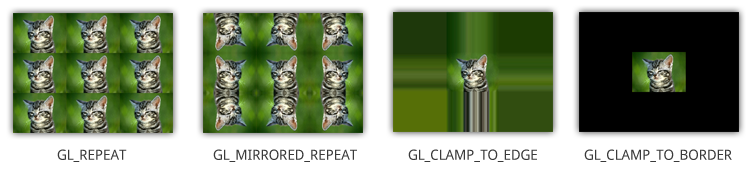 GL_REPEAT
GL_MIRRORED_REPEAT
GL_CLAMP_TO_EDGE
GL_CLAMP_TO_BORDER